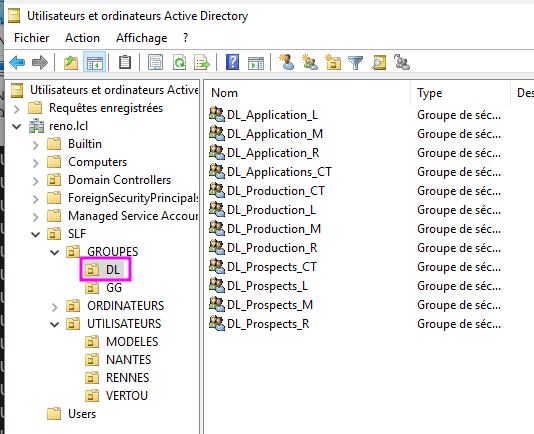 Utilisateurs et ordinateurs Active Directory
Fichier Action Affichage ?
Utilisateurs et ordinateurs Active
Requêtes enregistrées
reno.lcl
Builtin
Computers
Domain Controllers
ForeignSecurityPrincipals
Managed Service Accour
SLF
GROUPES
DL
GG
ORDINATEURS
UTILISATEURS
MODELES
NANTES
RENNES
VERTOU
Users
Nom Type Des
DL_Application_L Groupe de séc...
DL_Application_M Groupe de séc...
DL_Application_R Groupe de séc...
DL_Applications_CT Groupe de séc...
DL_Production_CT Groupe de séc...
DL_Production_L Groupe de séc...
DL_Production_M Groupe de séc...
DL_Production_R Groupe de séc...
DL_Prospects_CT Groupe de séc...
DL_Prospects_L Groupe de séc...
DL_Prospects_M Groupe de séc...
DL_Prospects_R Groupe de séc...